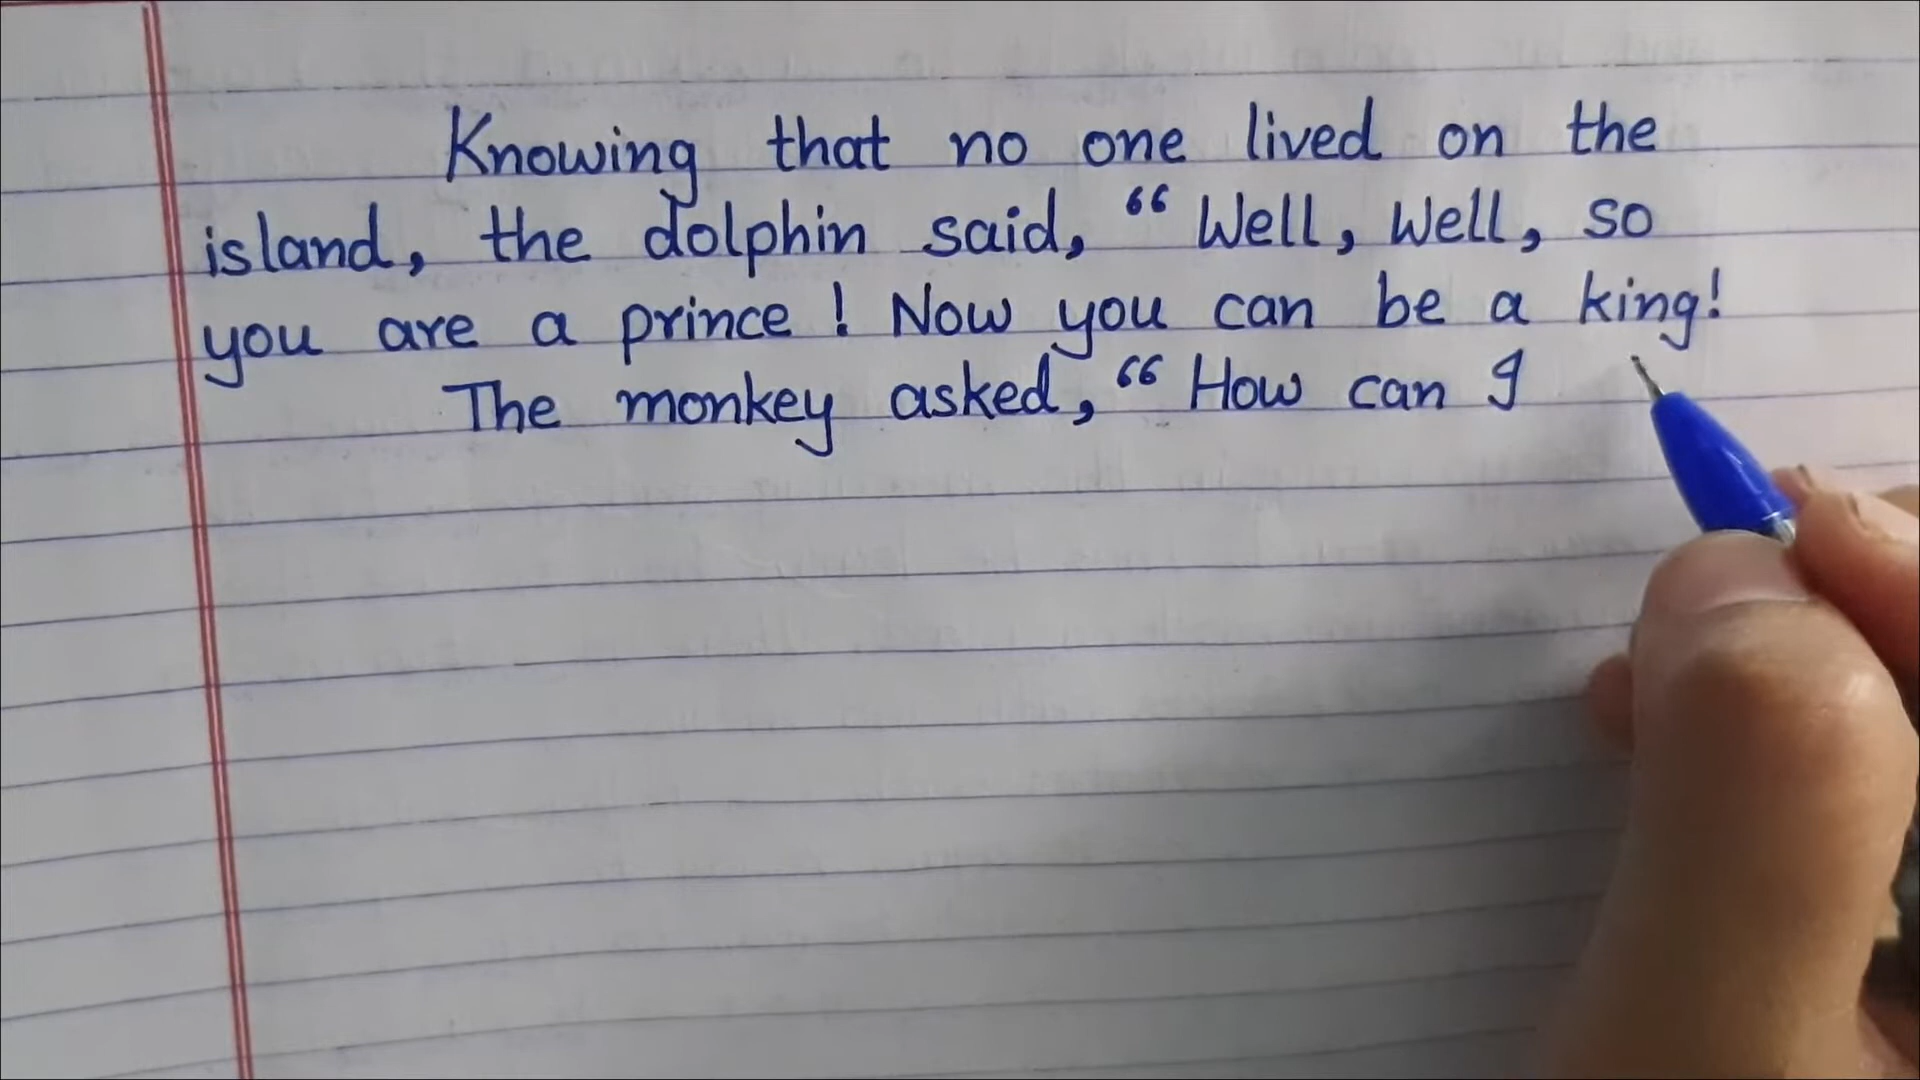 Knowing that no one lived on the
island, the dolphin said, “Well, Well, so
you are a prince! Now you can be a king!
The monkey asked, “How can I